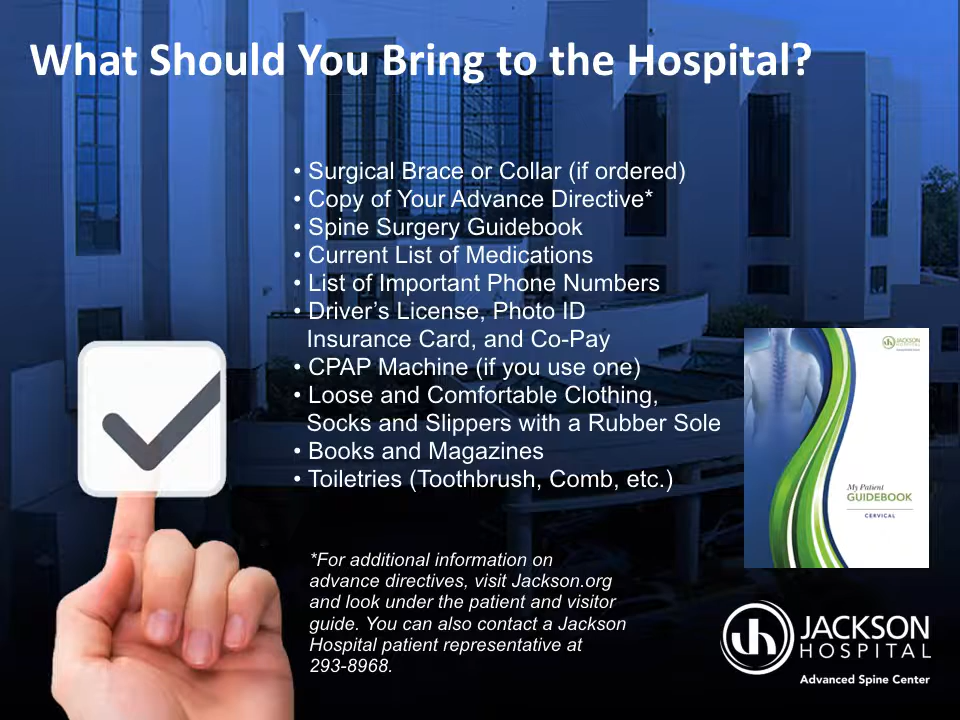 What Should You Bring to the Hospital?
• Surgical Brace or Collar (if ordered)
• Copy of Your Advance Directive*
• Spine Surgery Guidebook
• Current List of Medications
• List of Important Phone Numbers
• Driver’s License, Photo ID
Insurance Card, and Co-Pay
• CPAP Machine (if you use one)
• Loose and Comfortable Clothing,
Socks and Slippers with a Rubber Sole
• Books and Magazines
• Toiletries (Toothbrush, Comb, etc.)
JACKSON
HOSPITAL
My Patient
GUIDEBOOK
CERVICAL
*For additional information on
advance directives, visit Jackson.org
and look under the patient and visitor
guide. You can also contact a Jackson
Hospital patient representative at
293-8968.
JACKSON
HOSPITAL
Advanced Spine Center